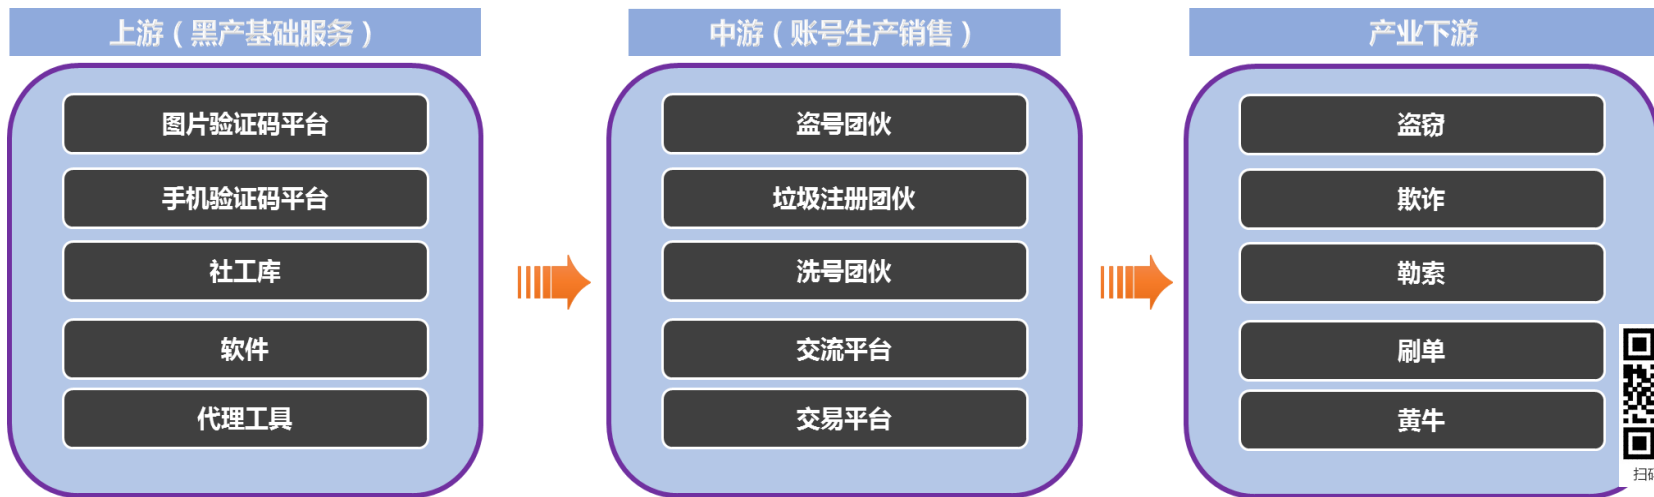 上游（黑产基础服务）
图片验证码平台
手机验证码平台
社工库
软件
代理工具
中游（账号生产销售）
盗号团伙
垃圾注册团伙
洗号团伙
交流平台
交易平台
产业下游
盗窃
欺诈
勒索
刷单
黄牛
扫